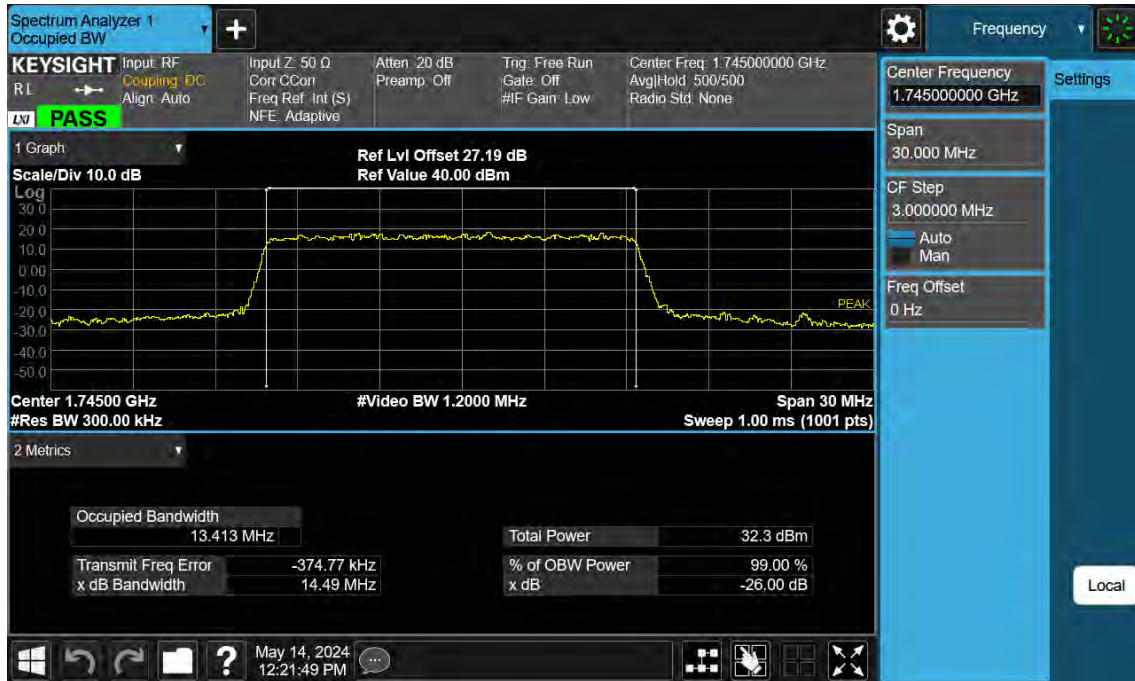 Spectrum Analyzer 1
Occupied BW
+
Frequency
KEYSIGHT
R L
LXI
PASS
Input: RF
Coupling: DC
Align: Auto
Input Z: 50 Ω
Corr CCorr
Freq Ref: Int (S)
NFE: Adaptive
Atten: 20 dB
Preamp: Off
Trig: Free Run
Gate: Off
#IF Gain: Low
Center Freq: 1.745000000 GHz
Avg|Hold: 500/500
Radio Std: None
Center Frequency
1.745000000 GHz
Settings
Span
30.000 MHz
CF Step
3.000000 MHz
Auto
Man
Freq Offset
0 Hz
Local
1 Graph
Scale/Div 10.0 dB
Ref Lvl Offset 27.19 dB
Ref Value 40.00 dBm
Log
30.0
20.0
10.0
0.00
-10.0
-20.0
-30.0
-40.0
-50.0
PEAK
Center 1.74500 GHz
#Video BW 1.2000 MHz
Span 30 MHz
#Res BW 300.00 kHz
Sweep 1.00 ms (1001 pts)
2 Metrics
Occupied Bandwidth
13.413 MHz
Total Power 32.3 dBm
Transmit Freq Error -374.77 kHz
% of OBW Power 99.00 %
x dB Bandwidth 14.49 MHz
x dB -26.00 dB
?
May 14, 2024
12:21:49 PM